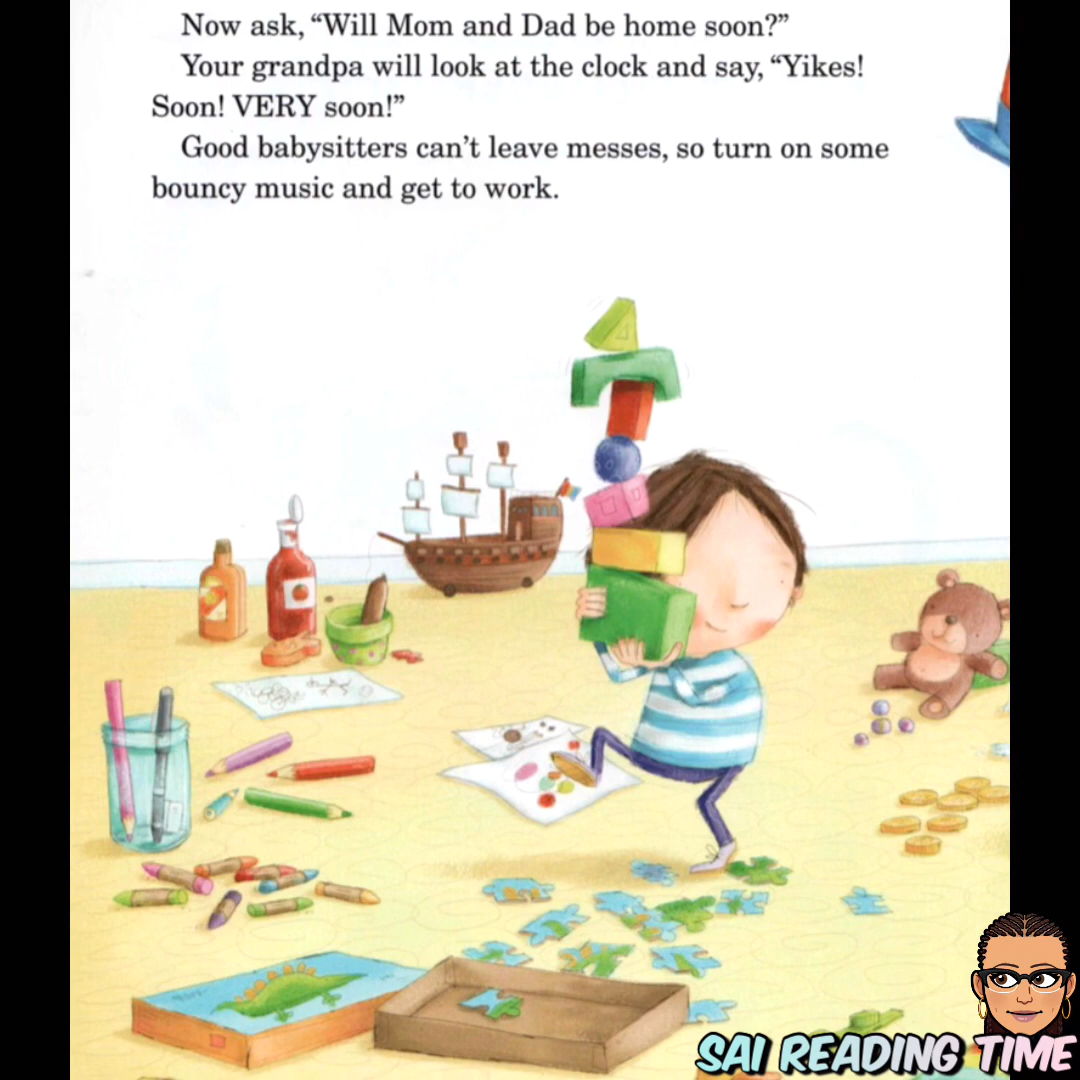 Now ask, “Will Mom and Dad be home soon?”
Your grandpa will look at the clock and say, “Yikes!
Soon! VERY soon!”
Good babysitters can’t leave messes, so turn on some
bouncy music and get to work.
SAI READING TIME